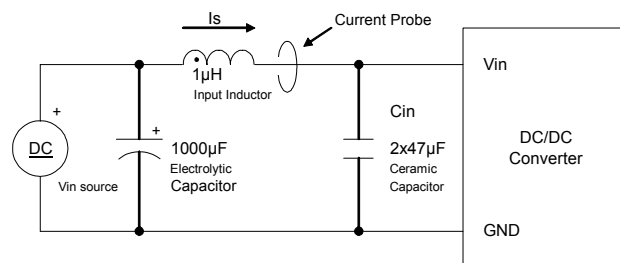 Is
Current Probe
1µH
Input Inductor
Vin
+
DC
Vin source
+
1000µF
Electrolytic
Capacitor
Cin
2x47µF
Ceramic
Capacitor
DC/DC
Converter
GND